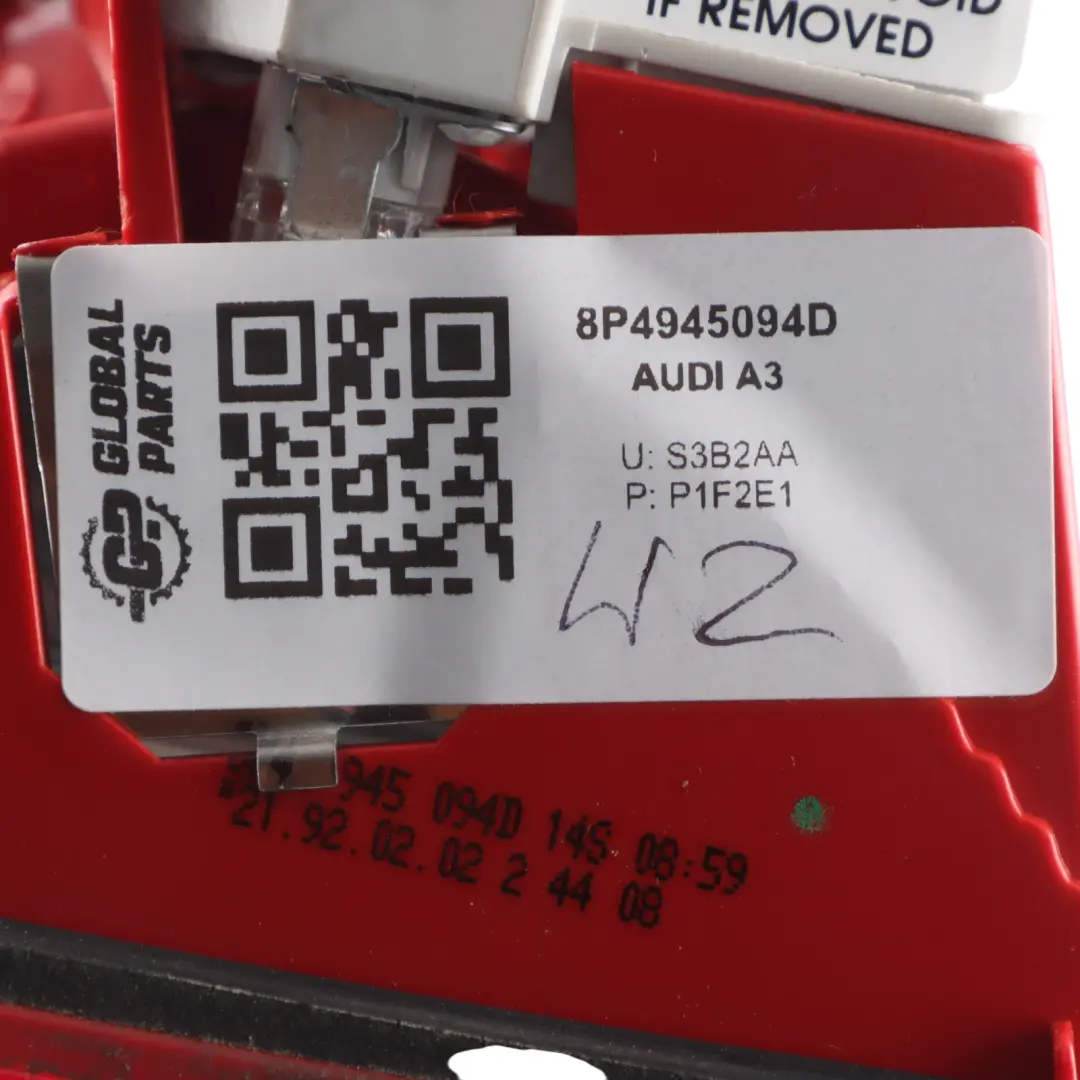 IF REMOVED
GLOBAL
PARTS
8P4945094D
AUDI A3
U: S3B2AA
P: P1F2E1
42
945 094D 14S 08:59
21.92.02.02 2 44 08